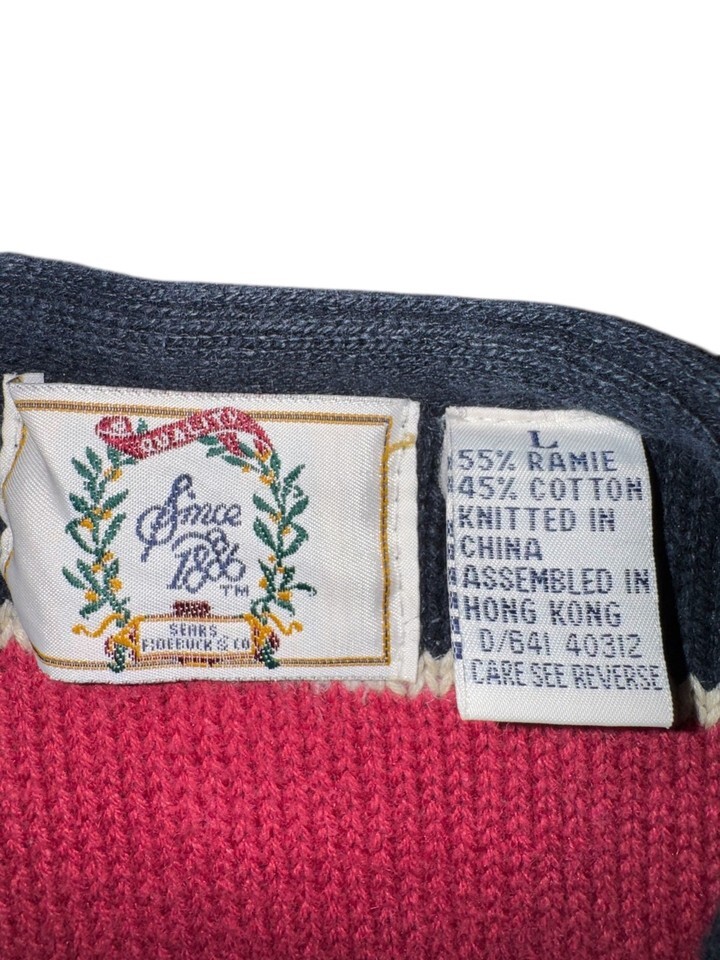 QUALITY
Since
1886
TM
SEARS
ROEBUCK & CO
L
55% RAMIE
45% COTTON
KNITTED IN
CHINA
ASSEMBLED IN
HONG KONG
D/641 40312
CARE SEE REVERSE